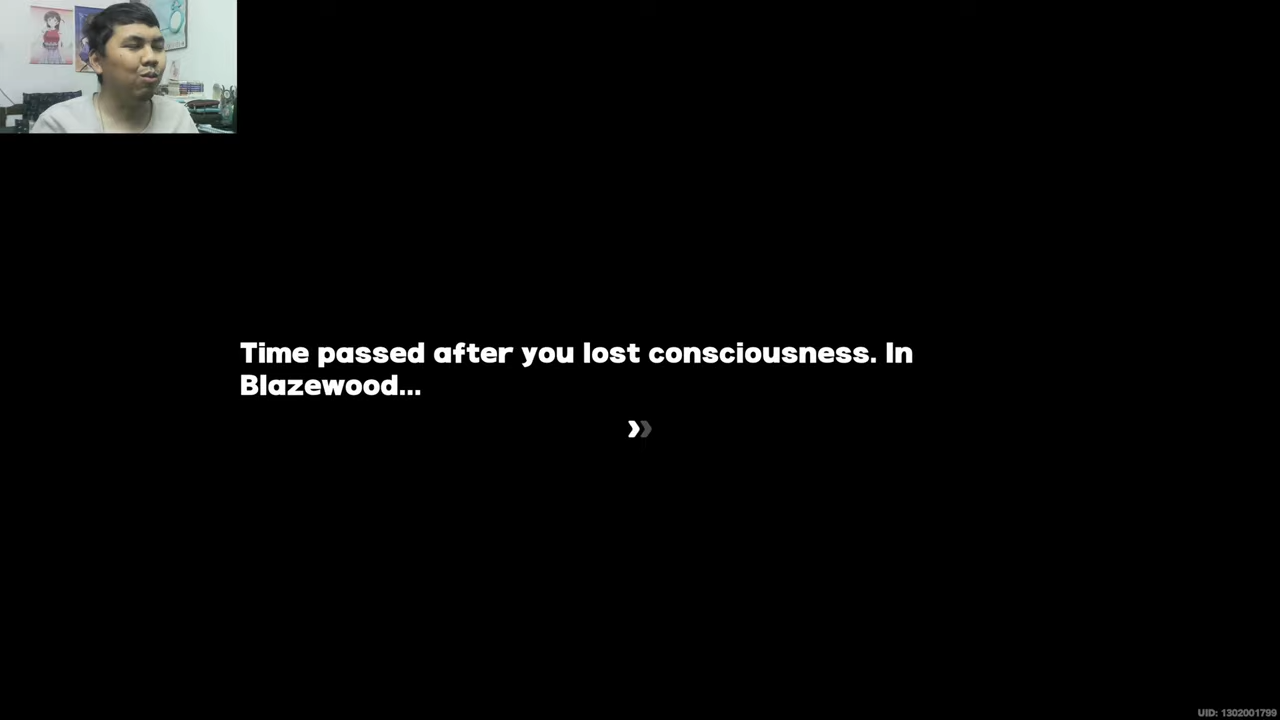 Time passed after you lost consciousness. In
Blazewood...
UID: 1302001799